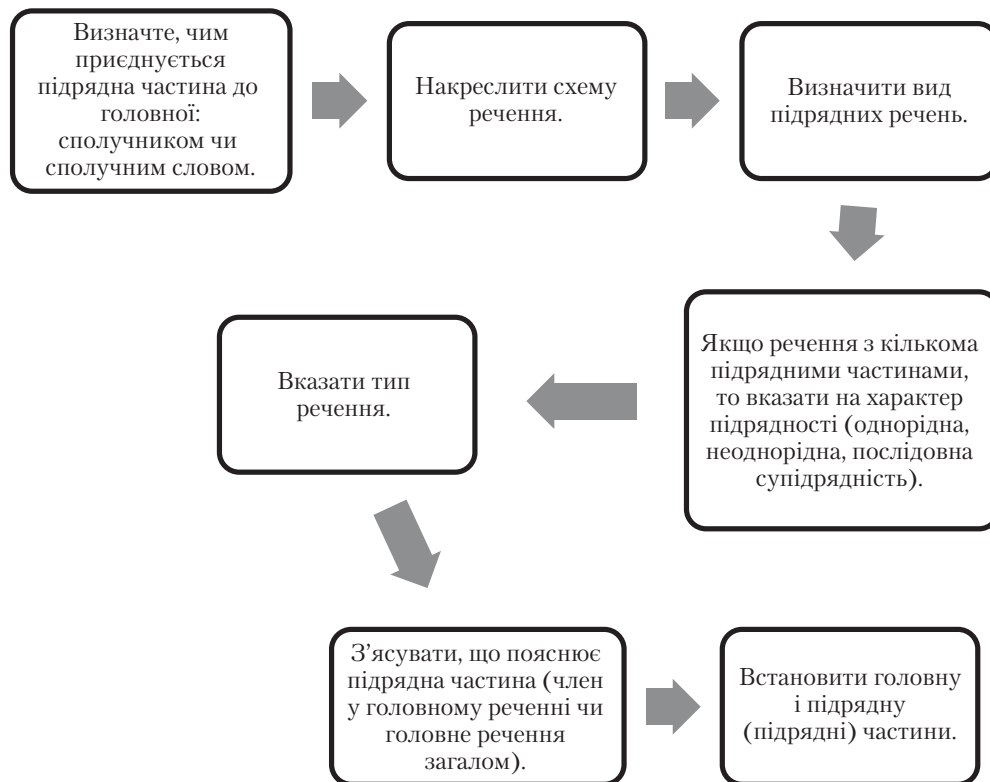 Визначте, чим
приєднується
підрядна частина до
головної:
сполучником чи
сполучним словом.
Накреслити схему
речення.
Визначити вид
підрядних речень.
Якщо речення з кількома
підрядними частинами,
то вказати на характер
підрядності (однорідна,
неоднорідна, послідовна
супідрядність).
Вказати тип
речення.
З’ясувати, що пояснює
підрядна частина (член
у головному реченні чи
головне речення
загалом).
Встановити головну
і підрядну
(підрядні) частини.